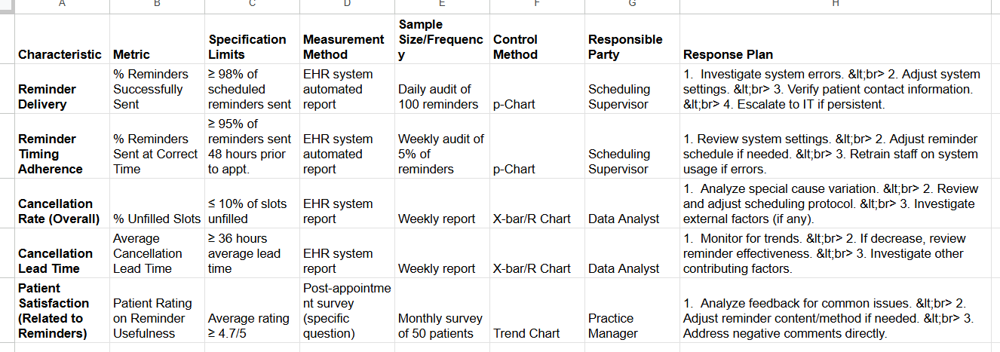 A B C D E F G H
Characteristic
Metric
Specification
Limits
Measurement
Method
Sample
Size/Frequenc
y
Control
Method
Responsible
Party
Response Plan
Reminder
Delivery
% Reminders
Successfully
Sent
≥ 98% of
scheduled
reminders sent
EHR system
automated
report
Daily audit of
100 reminders
p-Chart
Scheduling
Supervisor
1.  Investigate system errors. &lt;br> 2. Adjust system
settings. &lt;br> 3. Verify patient contact information.
&lt;br> 4. Escalate to IT if persistent.
Reminder
Timing
Adherence
% Reminders
Sent at Correct
Time
≥ 95% of
reminders sent
48 hours prior
to appt.
EHR system
automated
report
Weekly audit of
5% of
reminders
p-Chart
Scheduling
Supervisor
1. Review system settings. &lt;br> 2. Adjust reminder
schedule if needed. &lt;br> 3. Retrain staff on system
usage if errors.
Cancellation
Rate (Overall)
% Unfilled Slots
≤ 10% of slots
unfilled
EHR system
report
Weekly report
X-bar/R Chart
Data Analyst
1.  Analyze special cause variation. &lt;br> 2. Review
and adjust scheduling protocol. &lt;br> 3. Investigate
external factors (if any).
Cancellation
Lead Time
Average
Cancellation
Lead Time
≥ 36 hours
average lead
time
EHR system
report
Weekly report
X-bar/R Chart
Data Analyst
1.  Monitor for trends. &lt;br> 2. If decrease, review
reminder effectiveness. &lt;br> 3. Investigate other
contributing factors.
Patient
Satisfaction
(Related to
Reminders)
Patient Rating
on Reminder
Usefulness
Average rating
≥ 4.7/5
Post-appointme
nt survey
(specific
question)
Monthly survey
of 50 patients
Trend Chart
Practice
Manager
1.  Analyze feedback for common issues. &lt;br> 2.
Adjust reminder content/method if needed. &lt;br> 3.
Address negative comments directly.